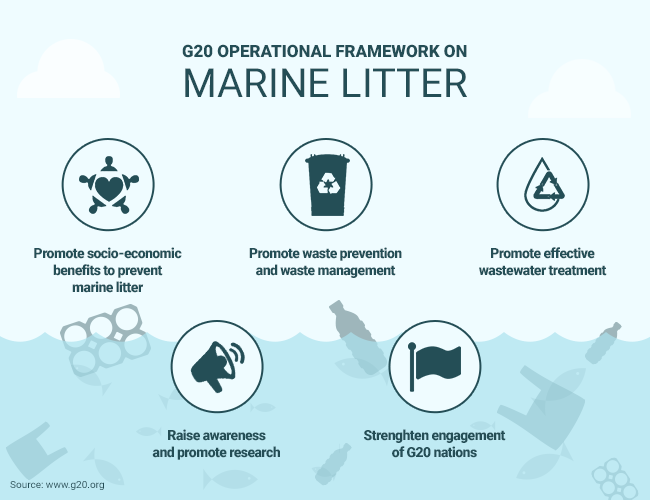 G20 OPERATIONAL FRAMEWORK ON
MARINE LITTER
Promote socio-economic
benefits to prevent
marine litter
Promote waste prevention
and waste management
Promote effective
wastewater treatment
Raise awareness
and promote research
Strenghten engagement
of G20 nations
Source: www.g20.org